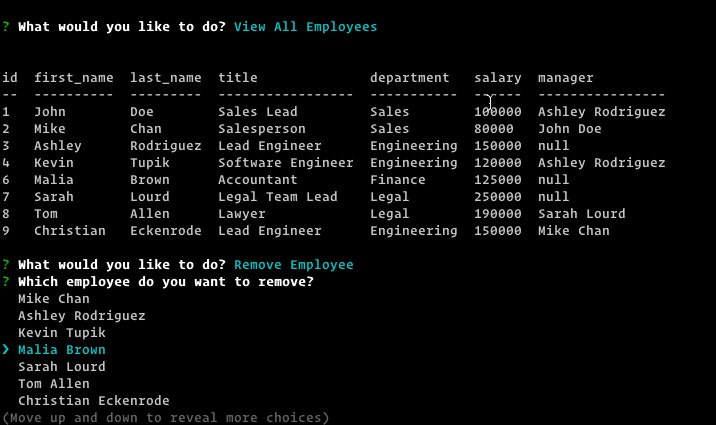 ? What would you like to do? View All Employees
id first_name last_name title department salary manager
-- ---------- --------- ----------------- ----------- ------ ----------------
1 John Doe Sales Lead Sales 100000 Ashley Rodriguez
2 Mike Chan Salesperson Sales 80000 John Doe
3 Ashley Rodriguez Lead Engineer Engineering 150000 null
4 Kevin Tupik Software Engineer Engineering 120000 Ashley Rodriguez
6 Malia Brown Accountant Finance 125000 null
7 Sarah Lourd Legal Team Lead Legal 250000 null
8 Tom Allen Lawyer Legal 190000 Sarah Lourd
9 Christian Eckenrode Lead Engineer Engineering 150000 Mike Chan
? What would you like to do? Remove Employee
? Which employee do you want to remove?
Mike Chan
Ashley Rodriguez
Kevin Tupik
❯ Malia Brown
Sarah Lourd
Tom Allen
Christian Eckenrode
(Move up and down to reveal more choices)